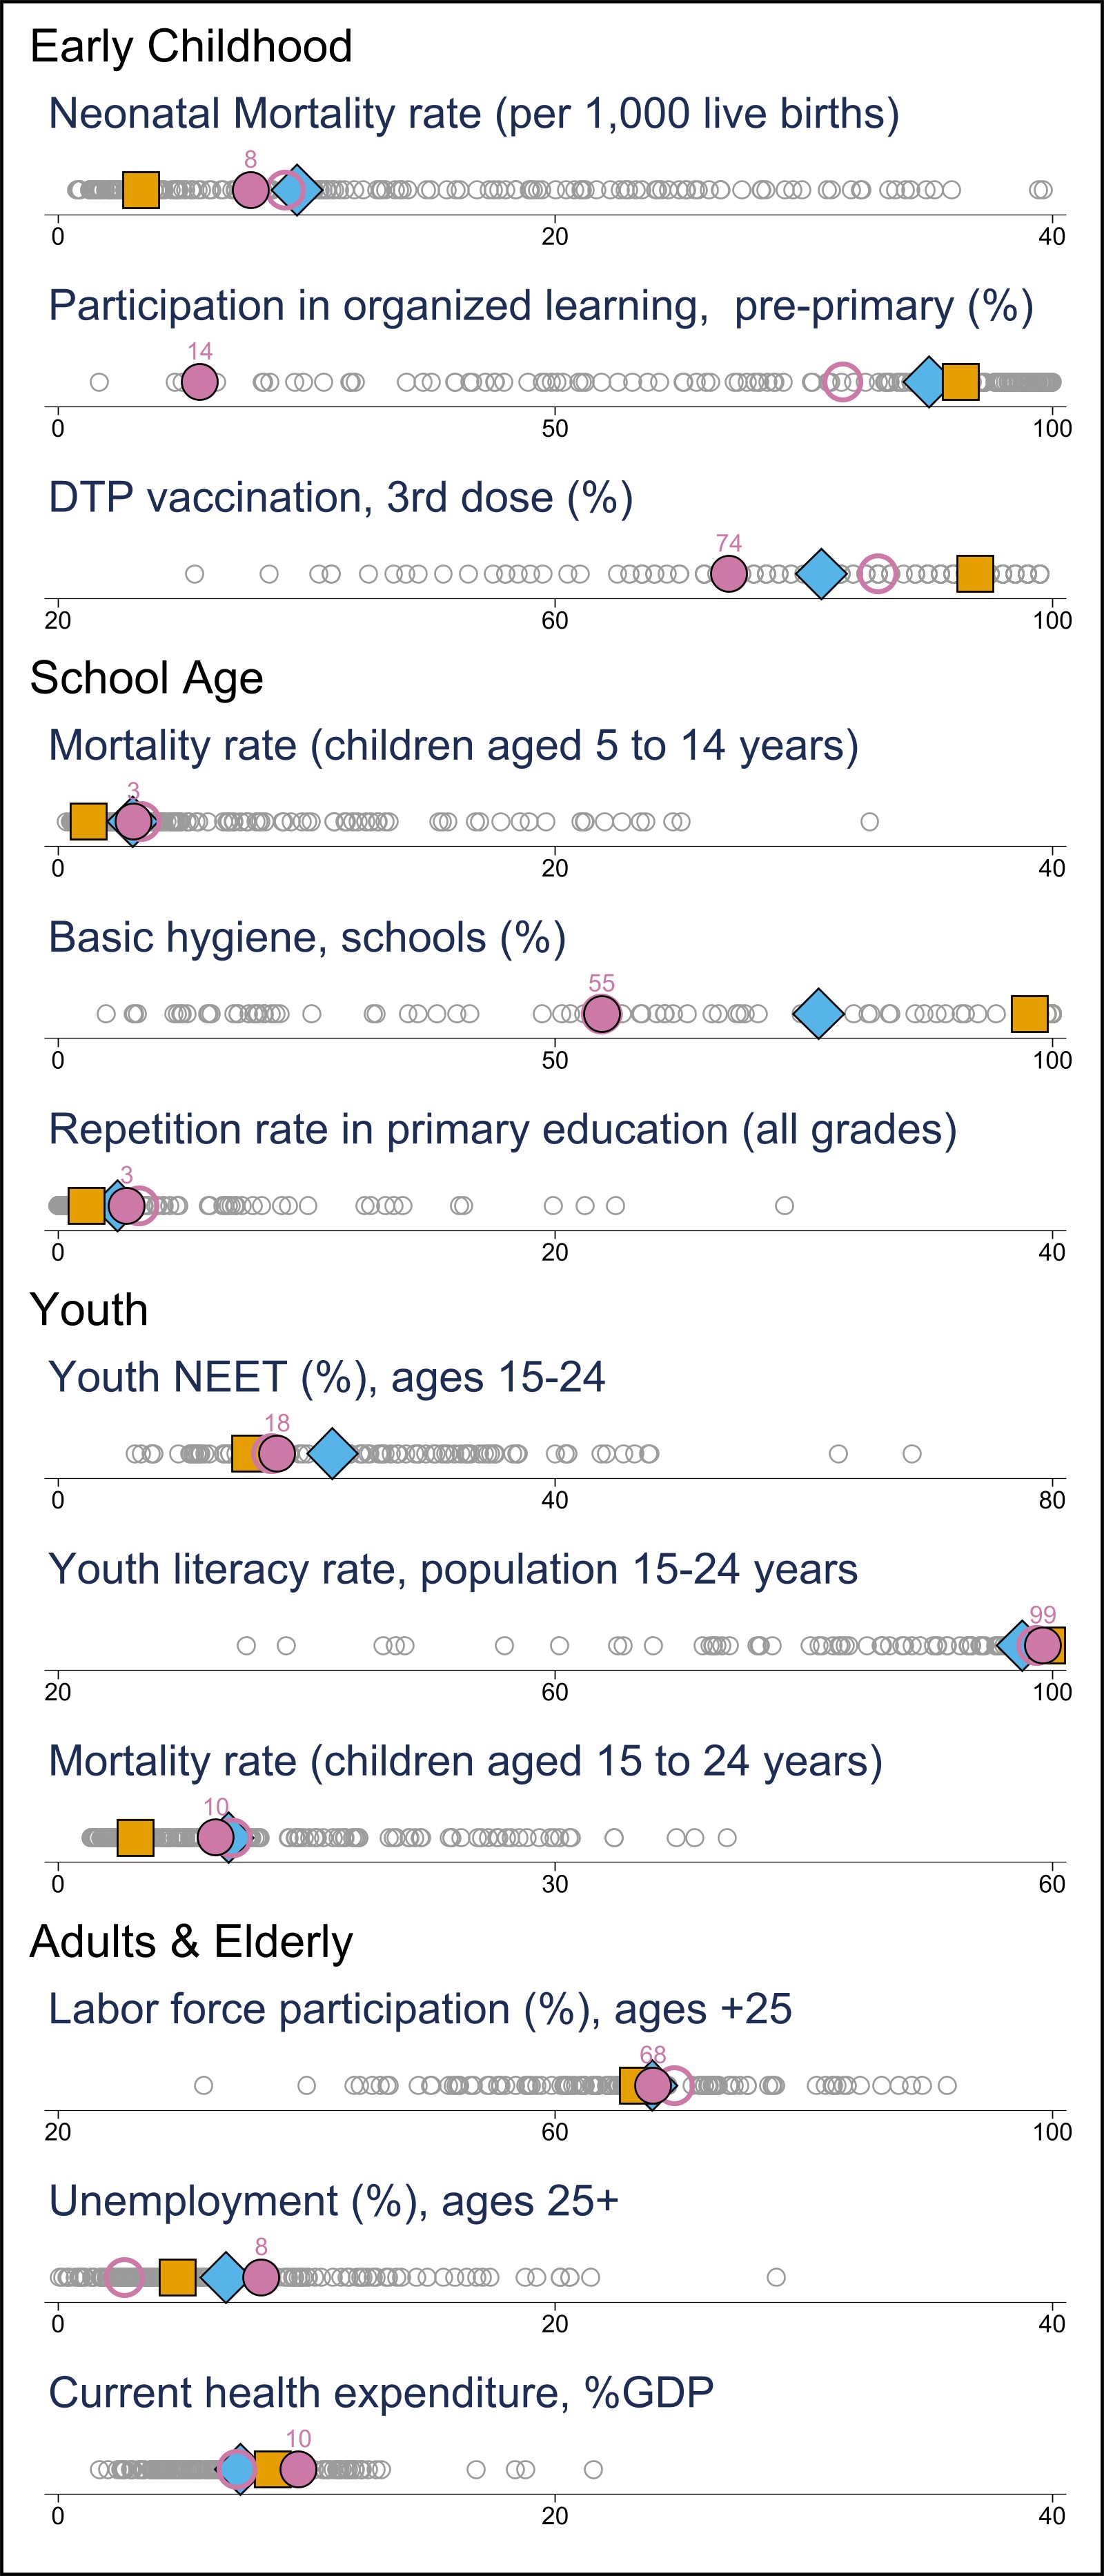 Early Childhood
Neonatal Mortality rate (per 1,000 live births)
8
0 20 40
Participation in organized learning,  pre-primary (%)
14
0 50 100
DTP vaccination, 3rd dose (%)
74
20 60 100
School Age
Mortality rate (children aged 5 to 14 years)
3
0 20 40
Basic hygiene, schools (%)
55
0 50 100
Repetition rate in primary education (all grades)
3
0 20 40
Youth
Youth NEET (%), ages 15-24
18
0 40 80
Youth literacy rate, population 15-24 years
99
20 60 100
Mortality rate (children aged 15 to 24 years)
10
0 30 60
Adults & Elderly
Labor force participation (%), ages +25
68
20 60 100
Unemployment (%), ages 25+
8
0 20 40
Current health expenditure, %GDP
10
0 20 40